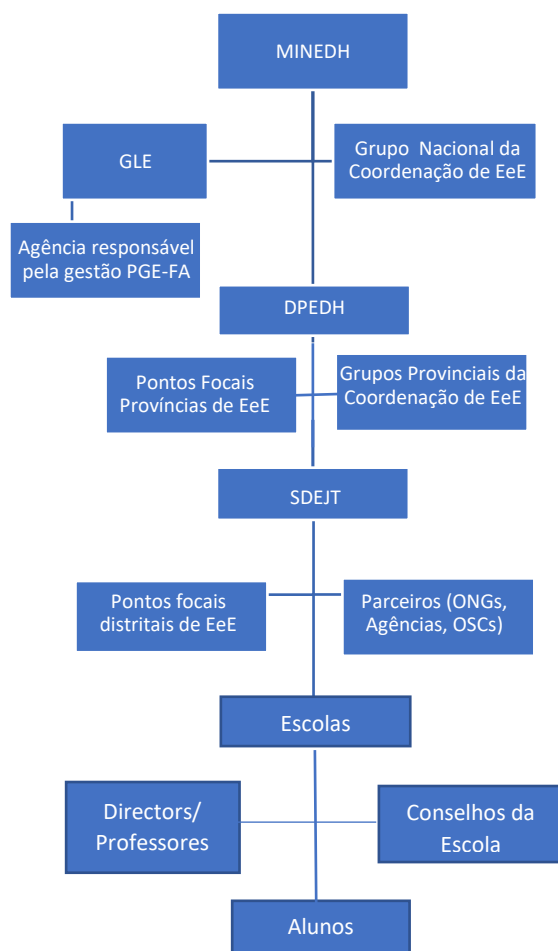 MINEDH
GLE
Grupo Nacional da
Coordenação de EeE
Agência responsável
pela gestão PGE-FA
DPEDH
Pontos Focais
Províncias de EeE
Grupos Provinciais da
Coordenação de EeE
SDEJT
Pontos focais
distritais de EeE
Parceiros (ONGs,
Agências, OSCs)
Escolas
Directors/
Professores
Conselhos da
Escola
Alunos